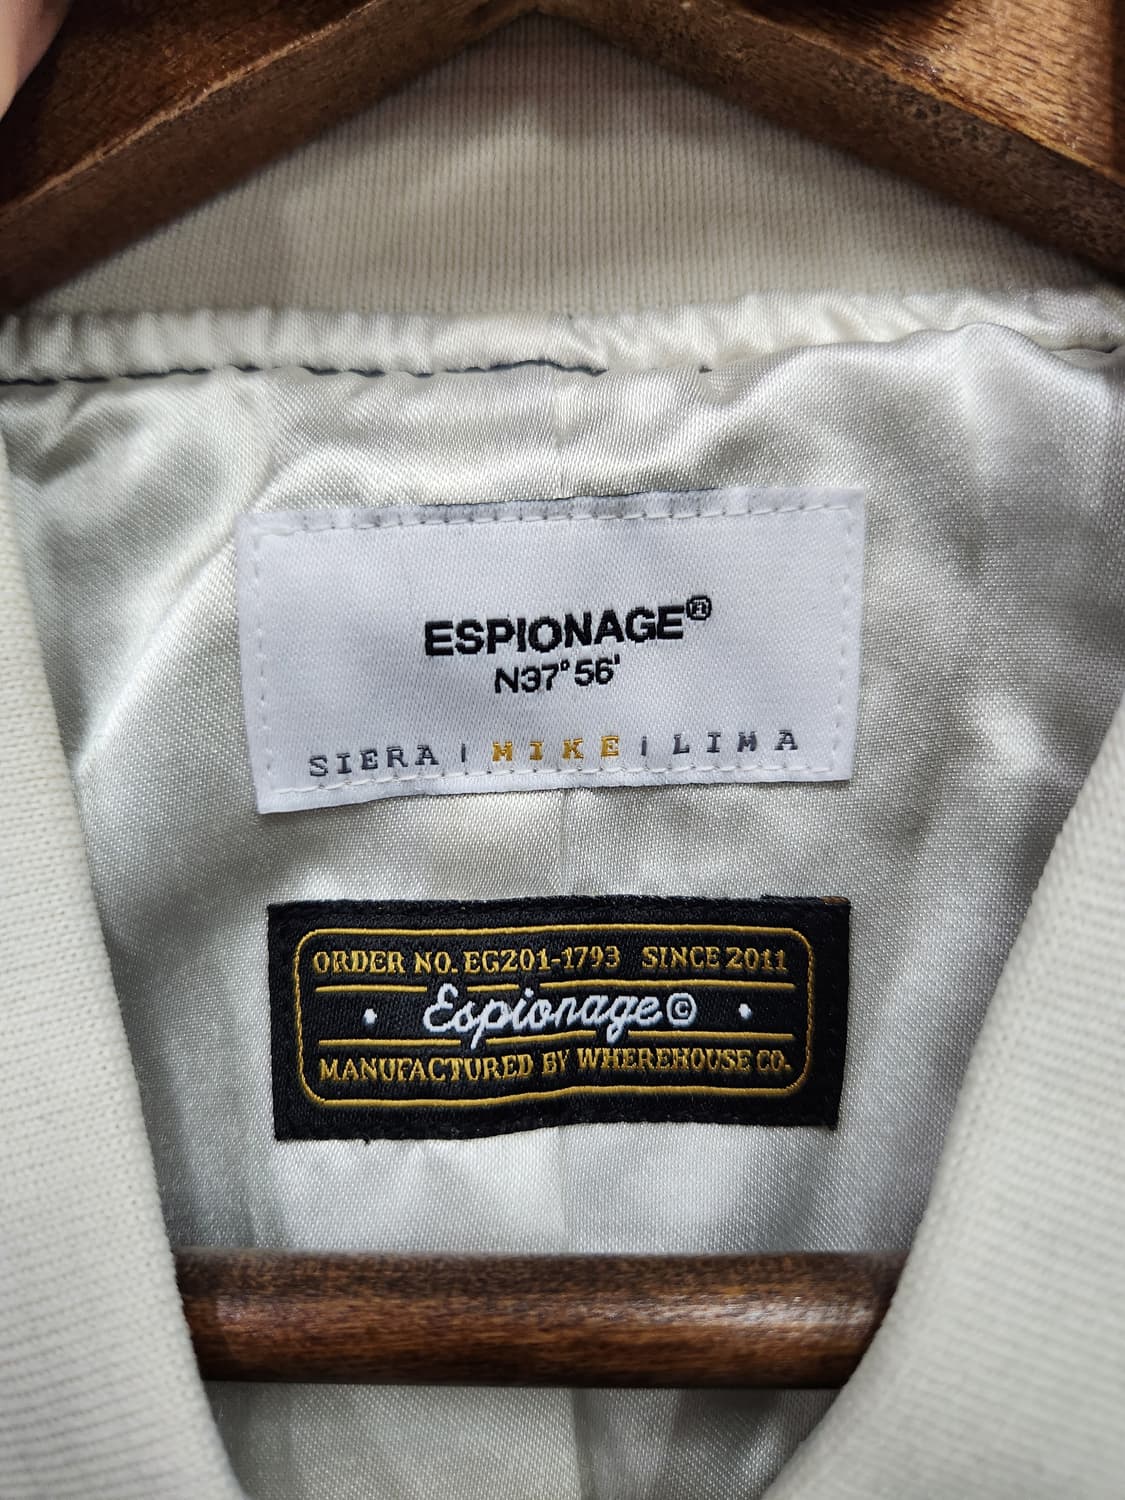 ESPIONAGE®
N37°56'
SIERA | MIKE | LIMA
ORDER NO. EG201-1793 SINCE 2011
• Espionage© •
MANUFACTURED BY WHEREHOUSE CO.